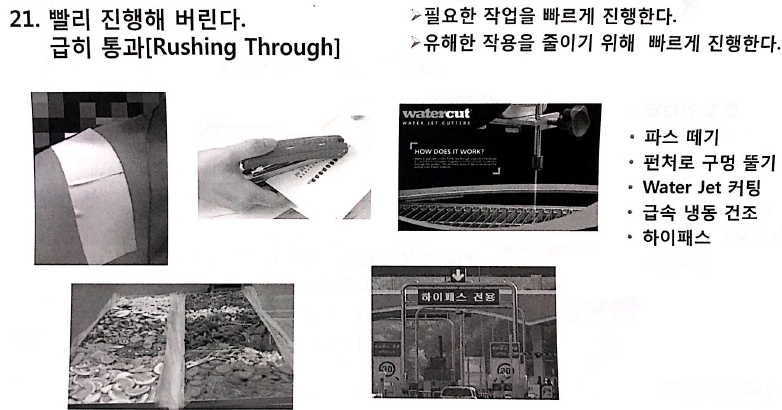 21. 빨리 진행해 버린다.
급히 통과[Rushing Through]
➢필요한 작업을 빠르게 진행한다.
➢유해한 작용을 줄이기 위해 빠르게 진행한다.
watercut
WATER JET CUTTERS
HOW DOES IT WORK?
• 파스 떼기
• 펀처로 구멍 뚫기
• Water Jet 커팅
• 급속 냉동 건조
• 하이패스
하이패스 전용
30